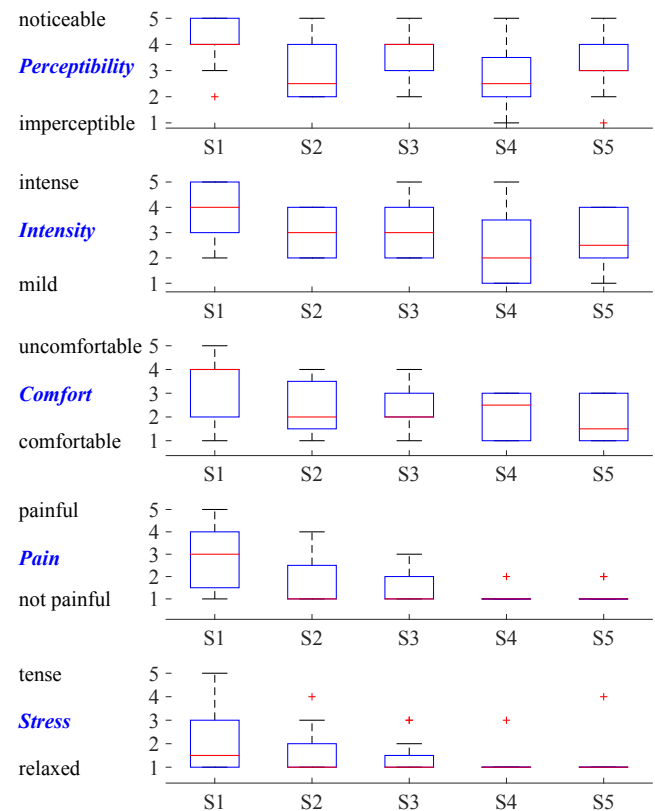 noticeable
5
4
Perceptibility
3
2
imperceptible
1
S1 S2 S3 S4 S5
intense
5
4
Intensity
3
2
mild
1
S1 S2 S3 S4 S5
uncomfortable
5
4
Comfort
3
2
comfortable
1
S1 S2 S3 S4 S5
painful
5
4
Pain
3
2
not painful
1
S1 S2 S3 S4 S5
tense
5
4
Stress
3
2
relaxed
1
S1 S2 S3 S4 S5